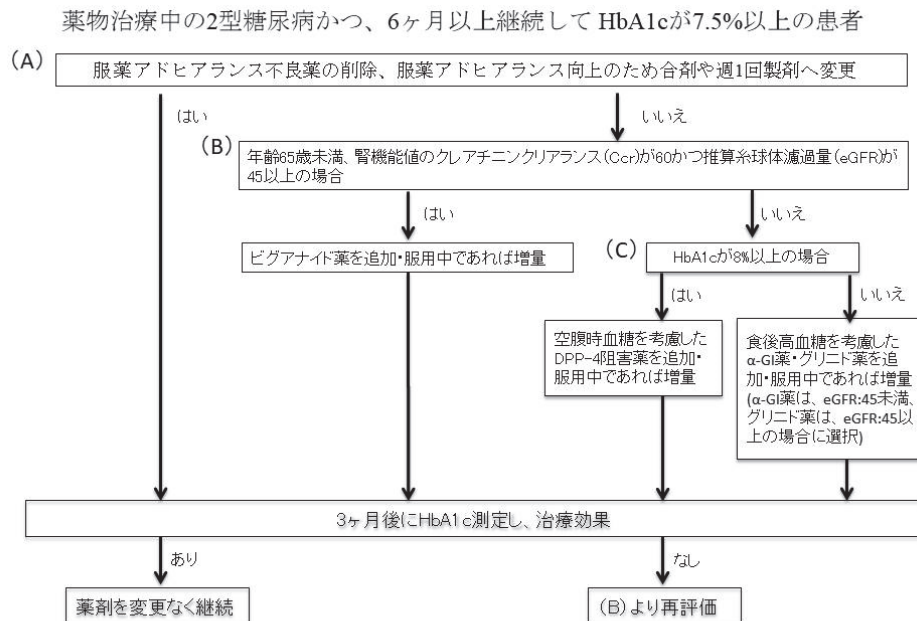 薬物治療中の2型糖尿病かつ、6ヶ月以上継続して HbA1cが7.5%以上の患者
(A)
服薬アドヒアランス不良薬の削除、服薬アドヒアランス向上のため合剤や週1回製剤へ変更
はい
いいえ
(B)
年齢65歳未満、腎機能値のクレアチニンクリアランス(Ccr)が60かつ推算糸球体濾過量(eGFR)が
45以上の場合
はい
いいえ
ビグアナイド薬を追加・服用中であれば増量
(C)
HbA1cが8%以上の場合
はい
いいえ
空腹時血糖を考慮した
DPP-4阻害薬を追加・
服用中であれば増量
食後高血糖を考慮した
α-GI薬・グリニド薬を追
加・服用中であれば増量
(α-GI薬は、eGFR:45未満、
グリニド薬は、eGFR:45以
上の場合に選択)
3ヶ月後にHbA1c測定し、治療効果
あり
なし
薬剤を変更なく継続
(B)より再評価